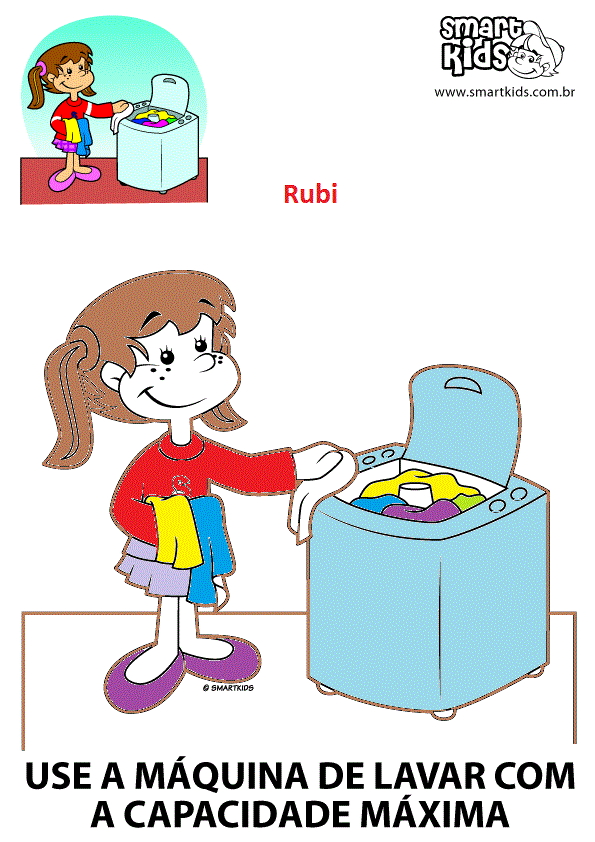 smart
kids
www.smartkids.com.br
Rubi
© SMARTKIDS
USE A MÁQUINA DE LAVAR COM
A CAPACIDADE MÁXIMA